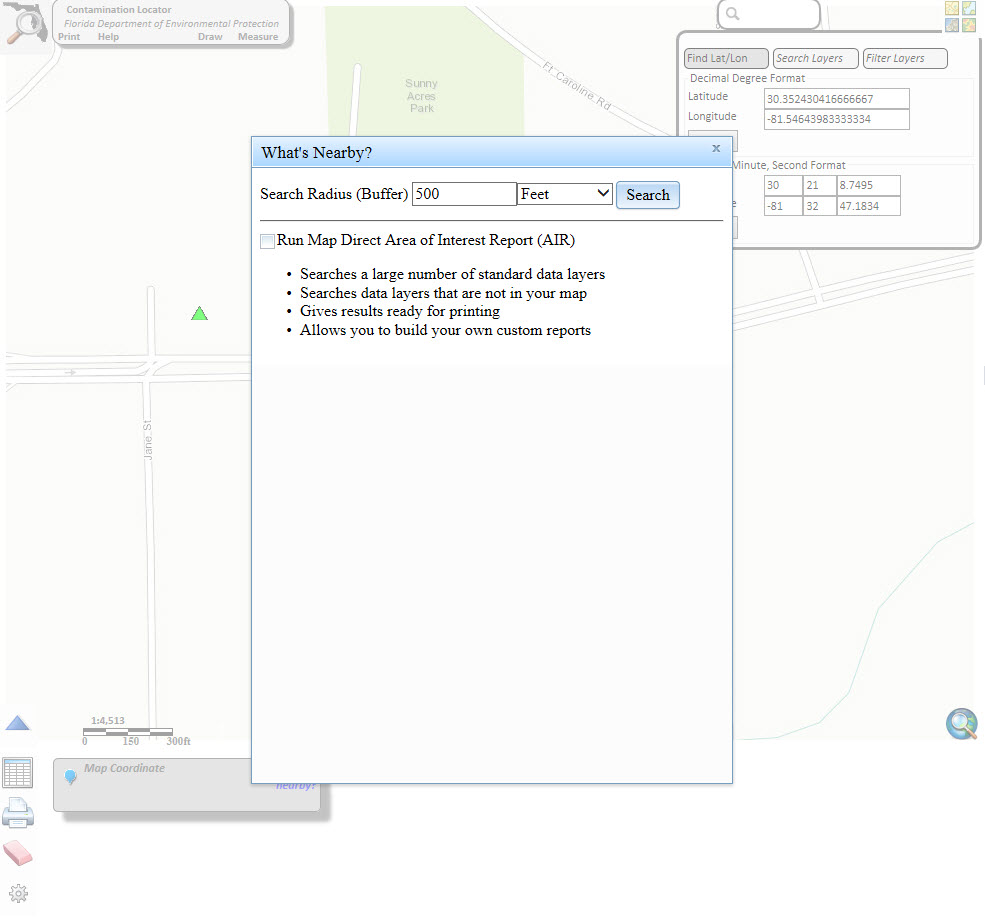 Contamination Locator
Florida Department of Environmental Protection
Print Help Draw Measure
Sunny
Acres
Park
Ft Caroline Rd
Find Lat/Lon Search Layers Filter Layers
Decimal Degree Format
Latitude 30.352430416666667
Longitude -81.54643983333334
Minute, Second Format
30 21 8.7495
-81 32 47.1834
What's Nearby? x
Search Radius (Buffer) 500 Feet Search
Run Map Direct Area of Interest Report (AIR)
• Searches a large number of standard data layers
• Searches data layers that are not in your map
• Gives results ready for printing
• Allows you to build your own custom reports
Jane St
1:4,513
0 150 300ft
Map Coordinate
nearby?